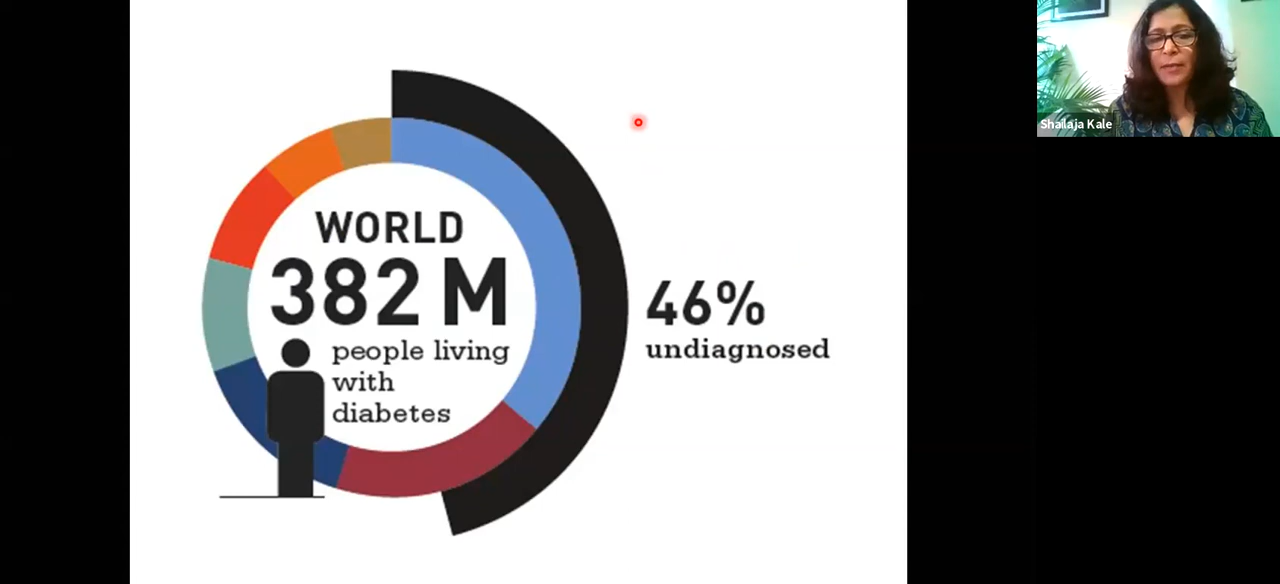 WORLD
382 M
people living
with
diabetes
46%
undiagnosed
Shailaja Kale